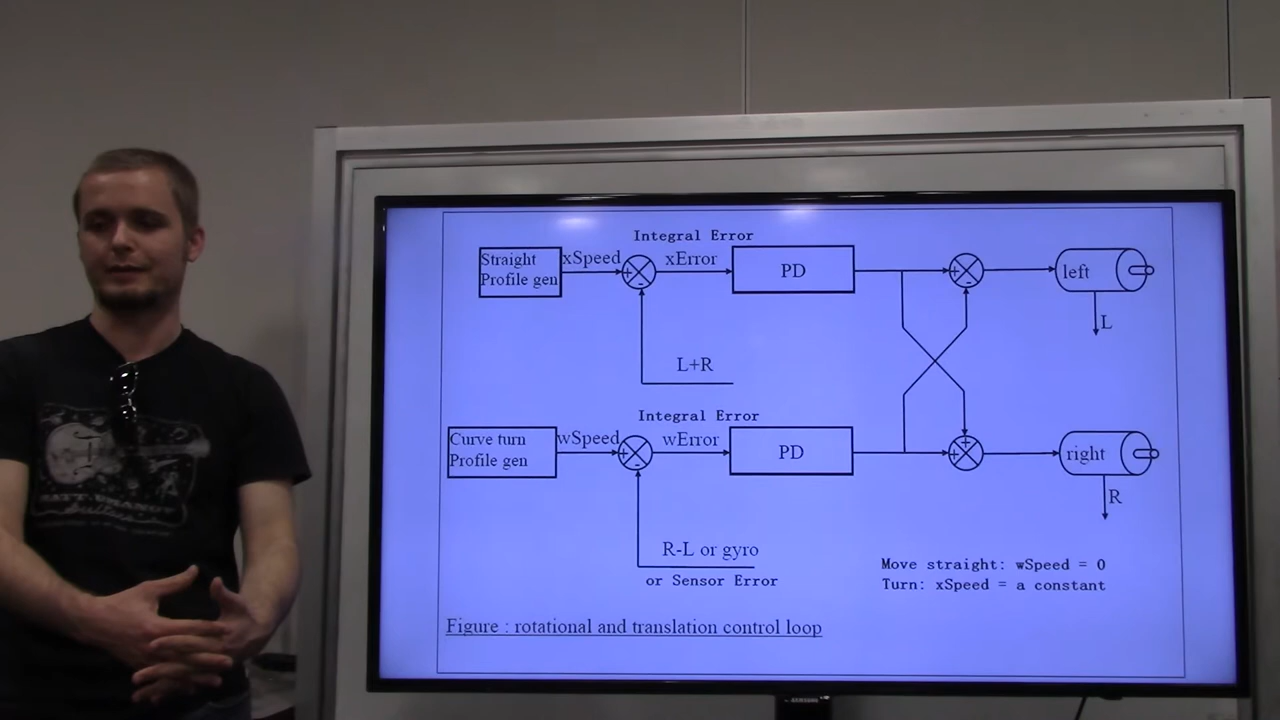 Integral Error
Straight
Profile gen
xSpeed
xError
PD
left
L
L+R
Integral Error
Curve turn
Profile gen
wSpeed
wError
PD
right
R
R-L or gyro
or Sensor Error
Move straight: wSpeed = 0
Turn: xSpeed = a constant
Figure : rotational and translation control loop
SAMSUNG